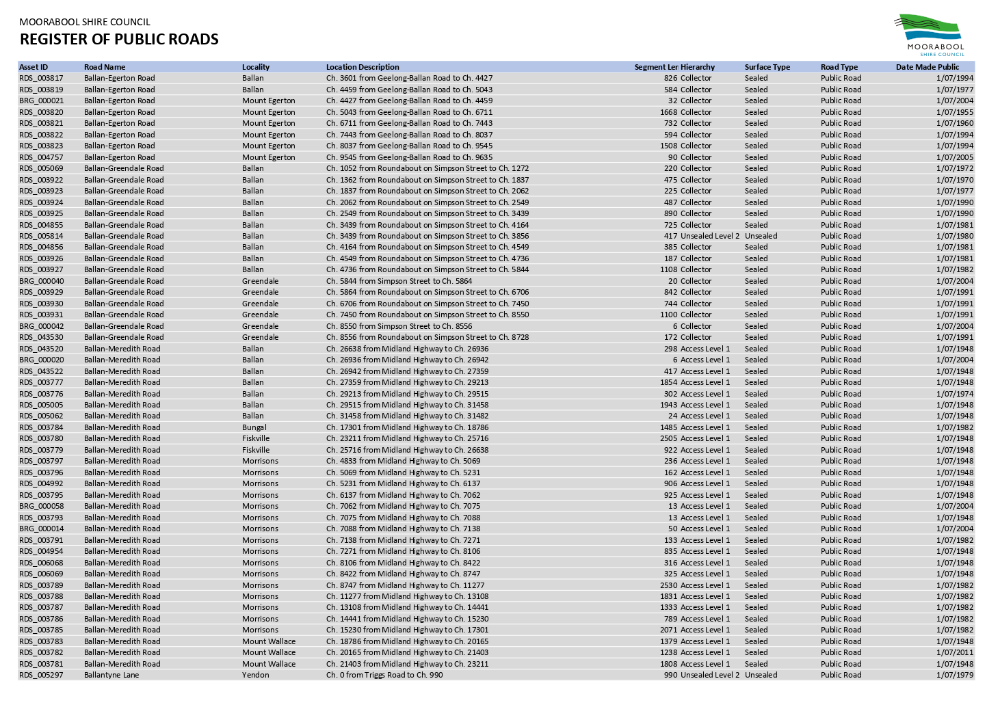 MOORABOOL SHIRE COUNCIL
REGISTER OF PUBLIC ROADS
MOORABOOL
SHIRE COUNCIL
Asset ID Road Name Locality Location Description Segment Len Hierarchy Surface Type Road Type Date Made Public
RDS_003817 Ballan-Egerton Road Ballan Ch. 3601 from Geelong-Ballan Road to Ch. 4427 826 Collector Sealed Public Road 1/07/1994
RDS_003819 Ballan-Egerton Road Ballan Ch. 4459 from Geelong-Ballan Road to Ch. 5043 584 Collector Sealed Public Road 1/07/1977
BRG_000021 Ballan-Egerton Road Mount Egerton Ch. 4427 from Geelong-Ballan Road to Ch. 4459 32 Collector Sealed Public Road 1/07/2004
RDS_003820 Ballan-Egerton Road Mount Egerton Ch. 5043 from Geelong-Ballan Road to Ch. 6711 1668 Collector Sealed Public Road 1/07/1955
RDS_003821 Ballan-Egerton Road Mount Egerton Ch. 6711 from Geelong-Ballan Road to Ch. 7443 732 Collector Sealed Public Road 1/07/1960
RDS_003822 Ballan-Egerton Road Mount Egerton Ch. 7443 from Geelong-Ballan Road to Ch. 8037 594 Collector Sealed Public Road 1/07/1994
RDS_003823 Ballan-Egerton Road Mount Egerton Ch. 8037 from Geelong-Ballan Road to Ch. 9545 1508 Collector Sealed Public Road 1/07/1994
RDS_004757 Ballan-Egerton Road Mount Egerton Ch. 9545 from Geelong-Ballan Road to Ch. 9635 90 Collector Sealed Public Road 1/07/2005
RDS_005069 Ballan-Greendale Road Ballan Ch. 1052 from Roundabout on Simpson Street to Ch. 1272 220 Collector Sealed Public Road 1/07/1972
RDS_003922 Ballan-Greendale Road Ballan Ch. 1362 from Roundabout on Simpson Street to Ch. 1837 475 Collector Sealed Public Road 1/07/1970
RDS_003923 Ballan-Greendale Road Ballan Ch. 1837 from Roundabout on Simpson Street to Ch. 2062 225 Collector Sealed Public Road 1/07/1977
RDS_003924 Ballan-Greendale Road Ballan Ch. 2062 from Roundabout on Simpson Street to Ch. 2549 487 Collector Sealed Public Road 1/07/1990
RDS_003925 Ballan-Greendale Road Ballan Ch. 2549 from Roundabout on Simpson Street to Ch. 3439 890 Collector Sealed Public Road 1/07/1990
RDS_004855 Ballan-Greendale Road Ballan Ch. 3439 from Roundabout on Simpson Street to Ch. 4164 725 Collector Sealed Public Road 1/07/1981
RDS_005814 Ballan-Greendale Road Ballan Ch. 3439 from Roundabout on Simpson Street to Ch. 3856 417 Unsealed Level 2 Unsealed Public Road 1/07/1980
RDS_004856 Ballan-Greendale Road Ballan Ch. 4164 from Roundabout on Simpson Street to Ch. 4549 385 Collector Sealed Public Road 1/07/1981
RDS_003926 Ballan-Greendale Road Ballan Ch. 4549 from Roundabout on Simpson Street to Ch. 4736 187 Collector Sealed Public Road 1/07/1981
RDS_003927 Ballan-Greendale Road Ballan Ch. 4736 from Roundabout on Simpson Street to Ch. 5844 1108 Collector Sealed Public Road 1/07/1982
BRG_000040 Ballan-Greendale Road Greendale Ch. 5844 from Simpson Street to Ch. 5864 20 Collector Sealed Public Road 1/07/2004
RDS_003929 Ballan-Greendale Road Greendale Ch. 5864 from Roundabout on Simpson Street to Ch. 6706 842 Collector Sealed Public Road 1/07/1991
RDS_003930 Ballan-Greendale Road Greendale Ch. 6706 from Roundabout on Simpson Street to Ch. 7450 744 Collector Sealed Public Road 1/07/1991
RDS_003931 Ballan-Greendale Road Greendale Ch. 7450 from Roundabout on Simpson Street to Ch. 8550 1100 Collector Sealed Public Road 1/07/1991
BRG_000042 Ballan-Greendale Road Greendale Ch. 8550 from Simpson Street to Ch. 8556 6 Collector Sealed Public Road 1/07/2004
RDS_043530 Ballan-Greendale Road Greendale Ch. 8556 from Roundabout on Simpson Street to Ch. 8728 172 Collector Sealed Public Road 1/07/1991
RDS_043520 Ballan-Meredith Road Ballan Ch. 26638 from Midland Highway to Ch. 26936 298 Access Level 1 Sealed Public Road 1/07/1948
BRG_000020 Ballan-Meredith Road Ballan Ch. 26936 from Midland Highway to Ch. 26942 6 Access Level 1 Sealed Public Road 1/07/2004
RDS_043522 Ballan-Meredith Road Ballan Ch. 26942 from Midland Highway to Ch. 27359 417 Access Level 1 Sealed Public Road 1/07/1948
RDS_003777 Ballan-Meredith Road Ballan Ch. 27359 from Midland Highway to Ch. 29213 1854 Access Level 1 Sealed Public Road 1/07/1948
RDS_003776 Ballan-Meredith Road Ballan Ch. 29213 from Midland Highway to Ch. 29515 302 Access Level 1 Sealed Public Road 1/07/1974
RDS_005005 Ballan-Meredith Road Ballan Ch. 29515 from Midland Highway to Ch. 31458 1943 Access Level 1 Sealed Public Road 1/07/1948
RDS_005062 Ballan-Meredith Road Ballan Ch. 31458 from Midland Highway to Ch. 31482 24 Access Level 1 Sealed Public Road 1/07/1948
RDS_003784 Ballan-Meredith Road Bungal Ch. 17301 from Midland Highway to Ch. 18786 1485 Access Level 1 Sealed Public Road 1/07/1982
RDS_003780 Ballan-Meredith Road Fiskville Ch. 23211 from Midland Highway to Ch. 25716 2505 Access Level 1 Sealed Public Road 1/07/1948
RDS_003779 Ballan-Meredith Road Fiskville Ch. 25716 from Midland Highway to Ch. 26638 922 Access Level 1 Sealed Public Road 1/07/1948
RDS_003797 Ballan-Meredith Road Morrisons Ch. 4833 from Midland Highway to Ch. 5069 236 Access Level 1 Sealed Public Road 1/07/1948
RDS_003796 Ballan-Meredith Road Morrisons Ch. 5069 from Midland Highway to Ch. 5231 162 Access Level 1 Sealed Public Road 1/07/1948
RDS_004992 Ballan-Meredith Road Morrisons Ch. 5231 from Midland Highway to Ch. 6137 906 Access Level 1 Sealed Public Road 1/07/1948
RDS_003795 Ballan-Meredith Road Morrisons Ch. 6137 from Midland Highway to Ch. 7062 925 Access Level 1 Sealed Public Road 1/07/1948
BRG_000058 Ballan-Meredith Road Morrisons Ch. 7062 from Midland Highway to Ch. 7075 13 Access Level 1 Sealed Public Road 1/07/2004
RDS_003793 Ballan-Meredith Road Morrisons Ch. 7075 from Midland Highway to Ch. 7088 13 Access Level 1 Sealed Public Road 1/07/1948
BRG_000014 Ballan-Meredith Road Morrisons Ch. 7088 from Midland Highway to Ch. 7138 50 Access Level 1 Sealed Public Road 1/07/2004
RDS_003791 Ballan-Meredith Road Morrisons Ch. 7138 from Midland Highway to Ch. 7271 133 Access Level 1 Sealed Public Road 1/07/1982
RDS_004954 Ballan-Meredith Road Morrisons Ch. 7271 from Midland Highway to Ch. 8106 835 Access Level 1 Sealed Public Road 1/07/1948
RDS_006068 Ballan-Meredith Road Morrisons Ch. 8106 from Midland Highway to Ch. 8422 316 Access Level 1 Sealed Public Road 1/07/1948
RDS_006069 Ballan-Meredith Road Morrisons Ch. 8422 from Midland Highway to Ch. 8747 325 Access Level 1 Sealed Public Road 1/07/1948
RDS_003789 Ballan-Meredith Road Morrisons Ch. 8747 from Midland Highway to Ch. 11277 2530 Access Level 1 Sealed Public Road 1/07/1982
RDS_003788 Ballan-Meredith Road Morrisons Ch. 11277 from Midland Highway to Ch. 13108 1831 Access Level 1 Sealed Public Road 1/07/1982
RDS_003787 Ballan-Meredith Road Morrisons Ch. 13108 from Midland Highway to Ch. 14441 1333 Access Level 1 Sealed Public Road 1/07/1982
RDS_003786 Ballan-Meredith Road Morrisons Ch. 14441 from Midland Highway to Ch. 15230 789 Access Level 1 Sealed Public Road 1/07/1982
RDS_003785 Ballan-Meredith Road Morrisons Ch. 15230 from Midland Highway to Ch. 17301 2071 Access Level 1 Sealed Public Road 1/07/1982
RDS_003783 Ballan-Meredith Road Mount Wallace Ch. 18786 from Midland Highway to Ch. 20165 1379 Access Level 1 Sealed Public Road 1/07/1948
RDS_003782 Ballan-Meredith Road Mount Wallace Ch. 20165 from Midland Highway to Ch. 21403 1238 Access Level 1 Sealed Public Road 1/07/2011
RDS_003781 Ballan-Meredith Road Mount Wallace Ch. 21403 from Midland Highway to Ch. 23211 1808 Access Level 1 Sealed Public Road 1/07/1948
RDS_005297 Ballantyne Lane Yendon Ch. 0 from Triggs Road to Ch. 990 990 Unsealed Level 2 Unsealed Public Road 1/07/1979